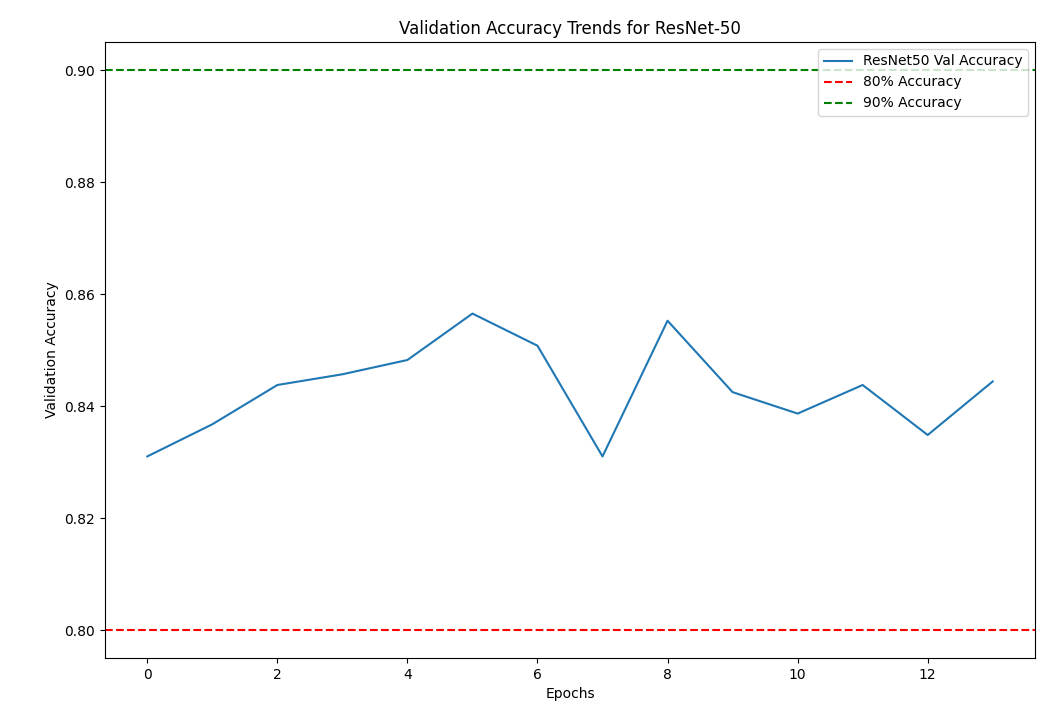 Validation Accuracy Trends for ResNet-50
ResNet50 Val Accuracy
80% Accuracy
90% Accuracy
Validation Accuracy
0.90
0.88
0.86
0.84
0.82
0.80
0 2 4 6 8 10 12
Epochs